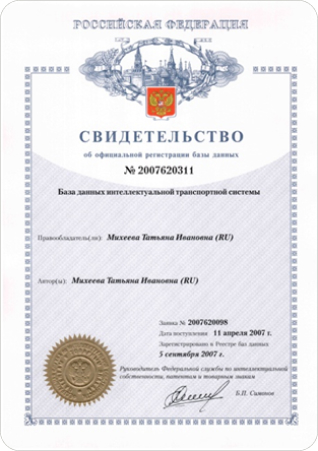 РОССИЙСКАЯ ФЕДЕРАЦИЯ
СВИДЕТЕЛЬСТВО
об официальной регистрации базы данных
№ 2007620311
База данных интеллектуальной транспортной системы
Правообладатель(ли): Михеева Татьяна Ивановна (RU)
Автор(ы): Михеева Татьяна Ивановна (RU)
Заявка № 2007620098
Дата поступления 11 апреля 2007 г.
Зарегистрировано в Реестре баз данных
5 сентября 2007 г.
Руководитель Федеральной службы по интеллектуальной
собственности, патентам и товарным знакам
Б.П. Симонов